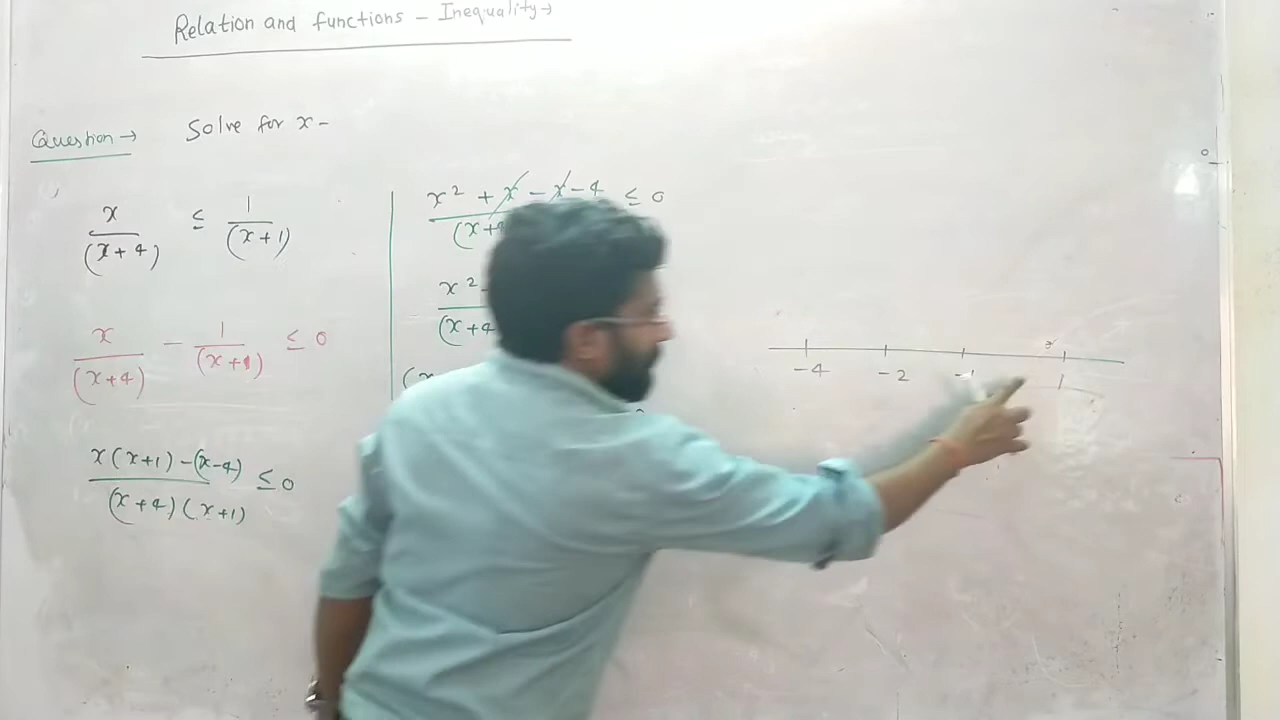 Relation and functions - Inequality→
Question → Solve for x -
x/(x+4) ≤ 1/(x+1)
x/(x+4) - 1/(x+1) ≤ 0
x(x+1) -(x-4)/(x+4)(x+1) ≤ 0
x² + x - x - 4 ≤ 0
(x+4
x²
(x+4
(x
-4 -2 -1 1